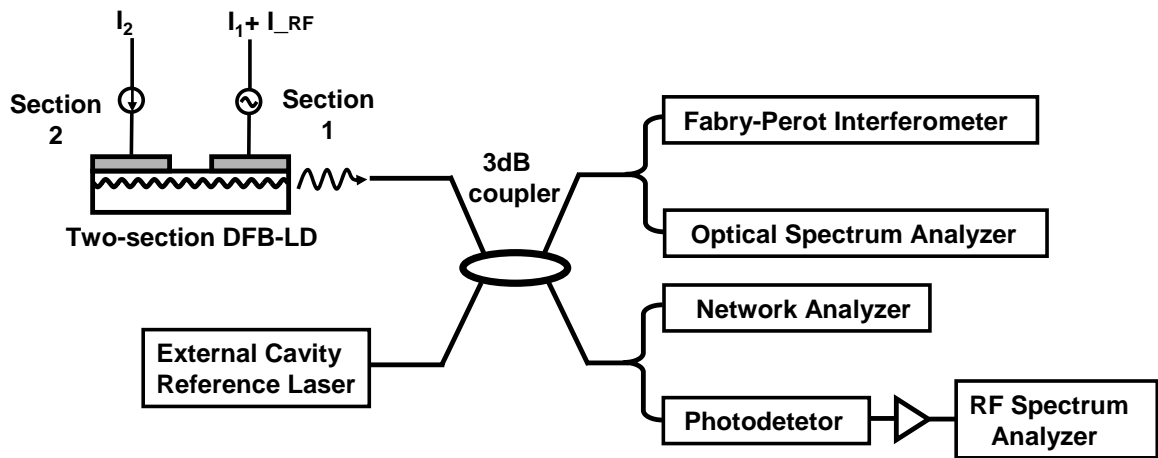 I2
I1+ I_RF
Section
2
Section
1
Two-section DFB-LD
3dB
coupler
External Cavity
Reference Laser
Fabry-Perot Interferometer
Optical Spectrum Analyzer
Network Analyzer
Photodetetor
RF Spectrum
Analyzer